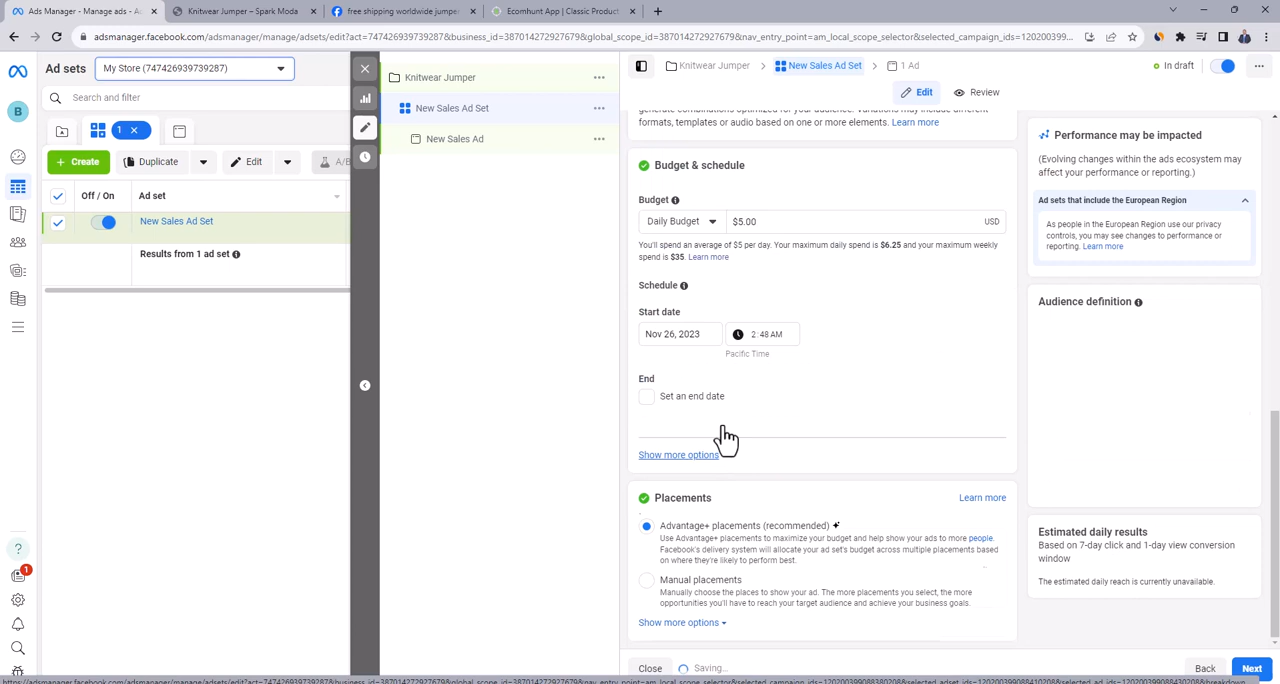 Ads Manager - Manage ads - A
Knitwear Jumper – Spark Moda
free shipping worldwide jumper
Ecomhunt App | Classic Product
adsmanager.facebook.com/adsmanager/manage/adsets/edit?act=747426939739287&business_id=387014272927679&global_scope_id=387014272927679&nav_entry_point=am_local_scope_selector&selected_campaign_ids=1202003...
Ad sets
My Store (747426939739287)
Search and filter
B
1
Create
Duplicate
Edit
A/B
Off / On
Ad set
New Sales Ad Set
Results from 1 ad set
1
Knitwear Jumper
New Sales Ad Set
New Sales Ad
Knitwear Jumper
New Sales Ad Set
1 Ad
In draft
Edit
Review
generate combinations optimized for your audience. Variations may include different
formats, templates or audio based on one or more elements. Learn more
Budget & schedule
Budget
Daily Budget
$5.00
USD
You'll spend an average of $5 per day. Your maximum daily spend is $6.25 and your maximum weekly
spend is $35. Learn more
Schedule
Start date
Nov 26, 2023
2:48 AM
Pacific Time
End
Set an end date
Show more options
Placements
Learn more
Advantage+ placements (recommended)
Use Advantage+ placements to maximize your budget and help show your ads to more people.
Facebook's delivery system will allocate your ad set's budget across multiple placements based
on where they're likely to perform best.
Manual placements
Manually choose the places to show your ad. The more placements you select, the more
opportunities you'll have to reach your target audience and achieve your business goals.
Show more options
Close
Saving...
Back
Next
Performance may be impacted
(Evolving changes within the ads ecosystem may
affect your performance or reporting.)
Ad sets that include the European Region
As people in the European Region use our privacy
controls, you may see changes to performance or
reporting. Learn more
Audience definition
Estimated daily results
Based on 7-day click and 1-day view conversion
window
The estimated daily reach is currently unavailable.